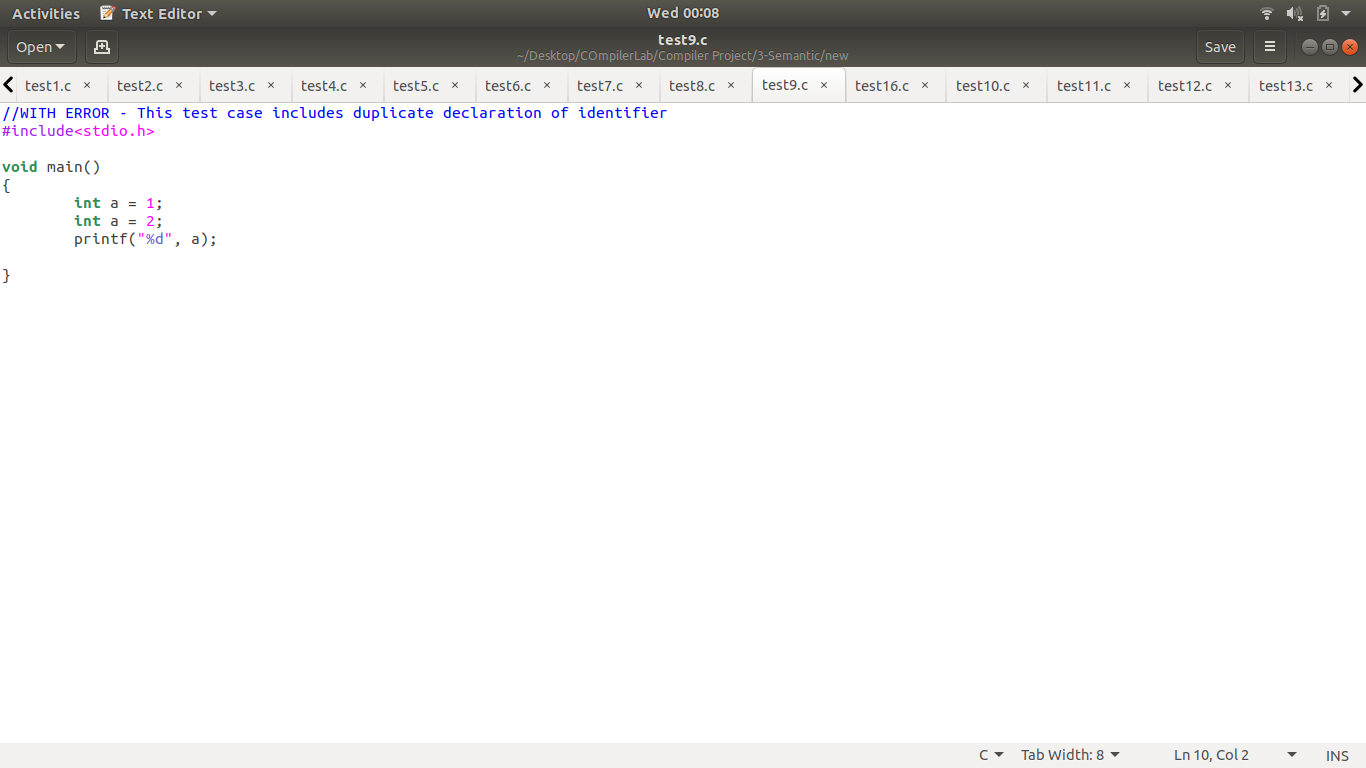 Activities Text Editor Wed 00:08
Open test9.c Save
~/Desktop/COmpilerLab/Compiler Project/3-Semantic/new
test1.c × test2.c × test3.c × test4.c × test5.c × test6.c × test7.c × test8.c × test9.c × test16.c × test10.c × test11.c × test12.c × test13.c ×
//WITH ERROR - This test case includes duplicate declaration of identifier
#include<stdio.h>
void main()
{
int a = 1;
int a = 2;
printf("%d", a);
}
C Tab Width: 8 Ln 10, Col 2 INS